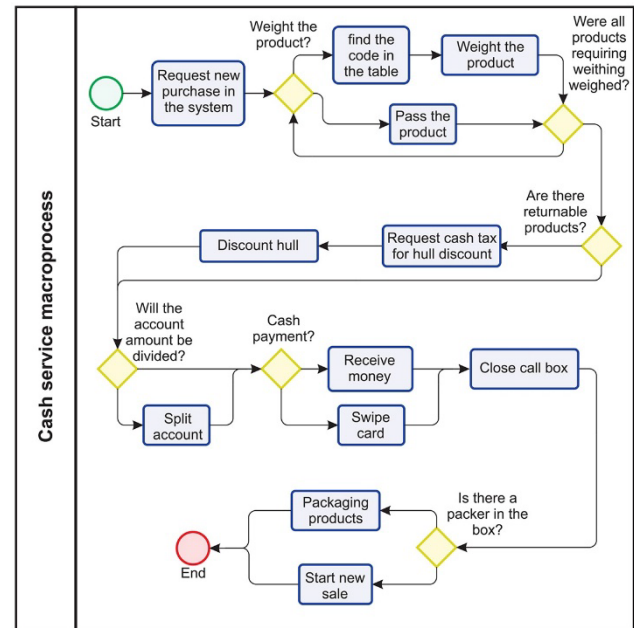 Cash service macroprocess
Start
Request new
purchase in
the system
Weight the
product?
find the
code in
the table
Weight the
product
Were all
products
requiring
weithing
weighed?
Pass the
product
Are there
returnable
products?
Request cash tax
for hull discount
Discount hull
Will the
account
amount be
divided?
Split
account
Cash
payment?
Receive
money
Swipe
card
Close call box
Is there a
packer in the
box?
Packaging
products
Start new
sale
End